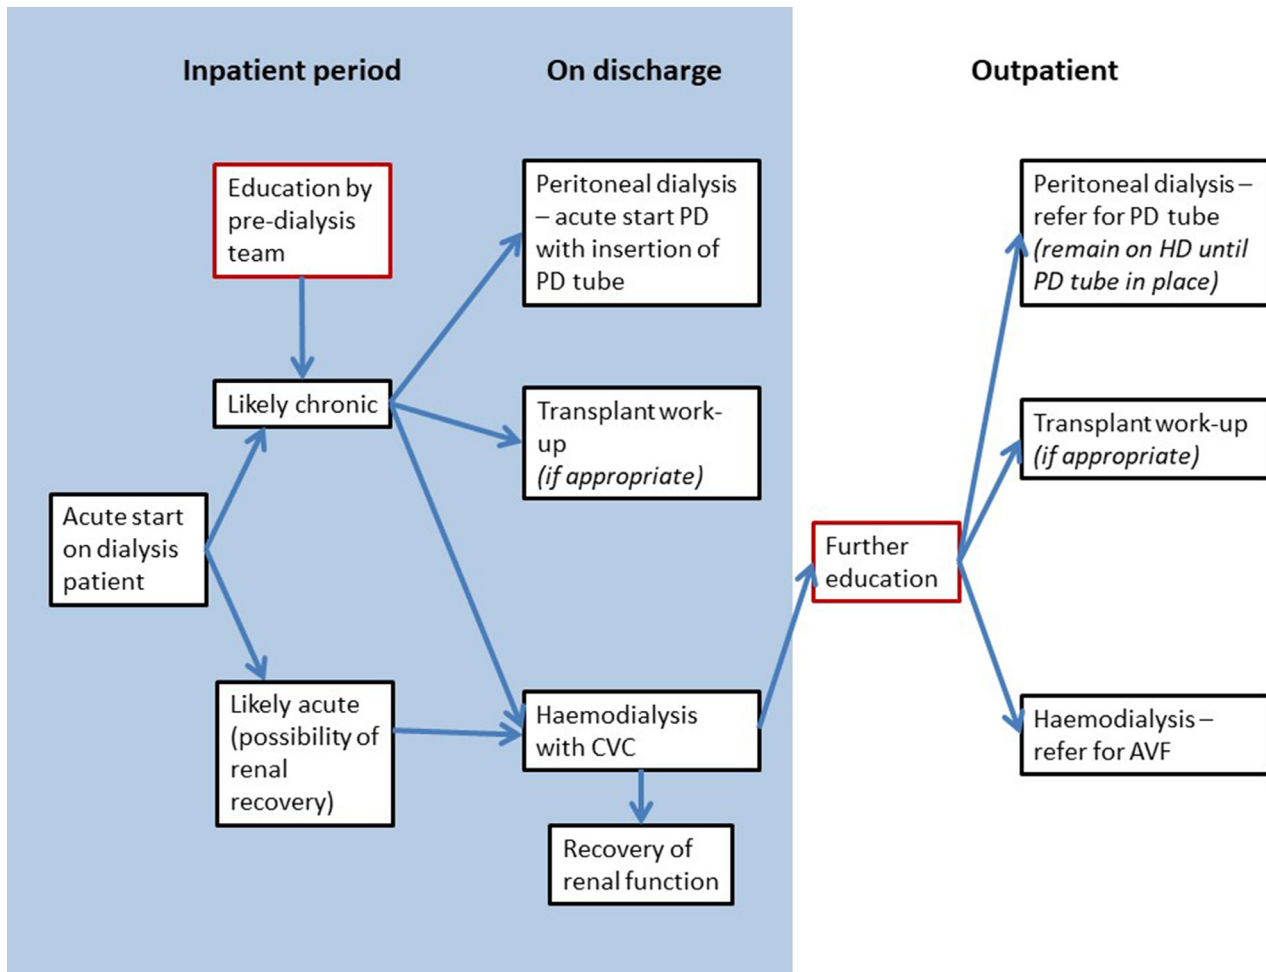 Inpatient period
On discharge
Outpatient
Education by
pre-dialysis
team
Likely chronic
Acute start
on dialysis
patient
Likely acute
(possibility of
renal
recovery)
Peritoneal dialysis
– acute start PD
with insertion of
PD tube
Transplant work-
up
(if appropriate)
Haemodialysis
with CVC
Recovery of
renal function
Further
education
Peritoneal dialysis –
refer for PD tube
(remain on HD until
PD tube in place)
Transplant work-up
(if appropriate)
Haemodialysis –
refer for AVF